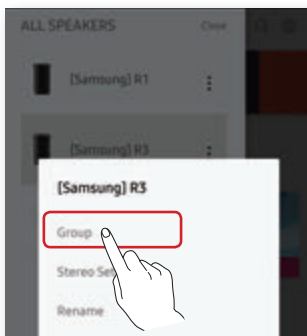 ALL SPEAKERS Close
[Samsung] R1
[Samsung] R3
[Samsung] R3
Group
Stereo Set
Rename